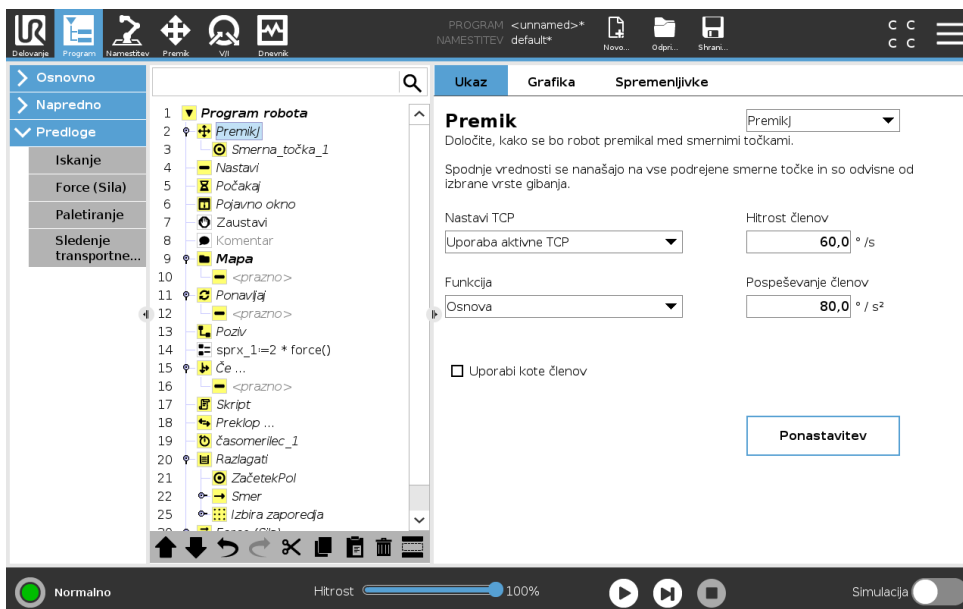 UR
PROGRAM <unnamed>*
NAMESTITEV default*
Delovanje Program Namestitev Premik V/I Dnevnik Novo... Odpri... Shrani...
C C
C C
Osnovno
Napredno
Predloge
Iskanje
Force (Sila)
Paletiranje
Sledenje
transportne...
1 Program robota
2 PremikJ
3 Smerna_točka_1
4 Nastavi
5 Počakaj
6 Pojavno okno
7 Zaustavi
8 Komentar
9 Mapa
10 <prazno>
11 Ponavljaj
12 <prazno>
13 Poziv
14 sprx_1≔2 * force()
15 Če ...
16 <prazno>
17 Skript
18 Preklop ...
19 časomerilec_1
20 Razlagati
21 ZačetekPol
22 Smer
25 Izbira zaporedja
29 Force (Sila)
Ukaz Grafika Spremenljivke
Premik
PremikJ
Določite, kako se bo robot premikal med smernimi točkami.
Spodnje vrednosti se nanašajo na vse podrejene smerne točke in so odvisne od
izbrane vrste gibanja.
Nastavi TCP Hitrost členov
Uporaba aktivne TCP 60,0 ° /s
Funkcija Pospeševanje členov
Osnova 80,0 ° / s²
Uporabi kote členov
Ponastavitev
Normalno Hitrost 100% Simulacija